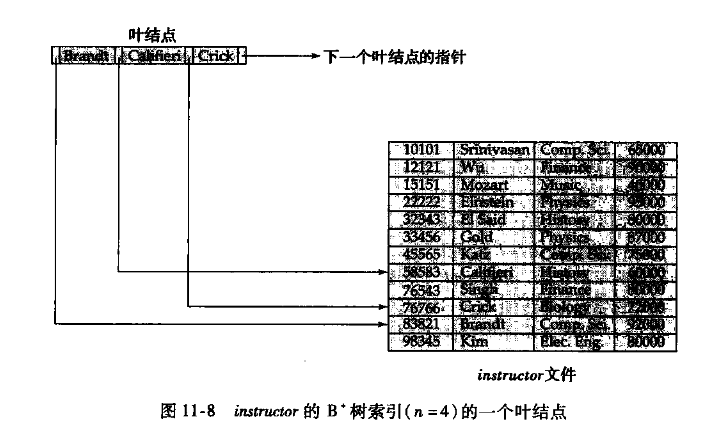 叶结点
Brandt Califieri Crick
下一个叶结点的指针
10101 Srinivasan Comp. Sci. 65000
12121 Wu Finance 90000
15151 Mozart Music 40000
22222 Einstein Physics 95000
32343 El Said History 60000
33456 Gold Physics 87000
45565 Katz Comp. Sci. 75000
58583 Califieri History 60000
76543 Singh Finance 80000
76766 Crick Biology 72000
83821 Brandt Comp. Sci. 92000
98345 Kim Elec. Eng. 80000
instructor文件
图 11-8 instructor 的 B⁺树索引(n=4)的一个叶结点